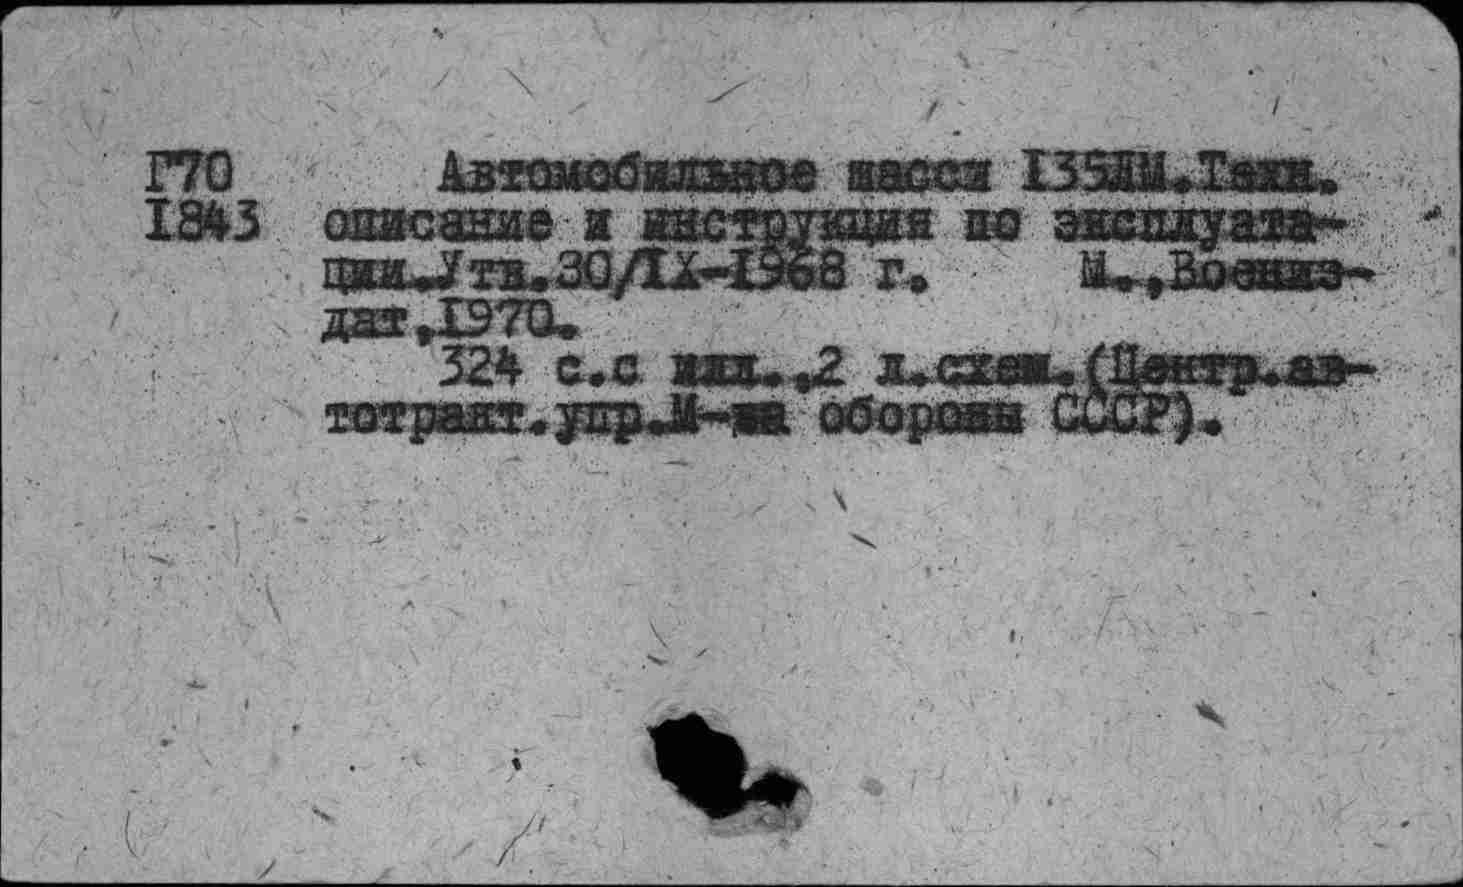 Г70 Автомобильное шасси 135ЛМ.Техн.
1843 описание и инструкция по эксплуата-
ции.Утв.30/IX-1968 г. М.,Воениз-
дат,1970.
324 с.с илл.,2 л.схем.(Центр.ав-
тотракт.упр.М-ва обороны СССР).